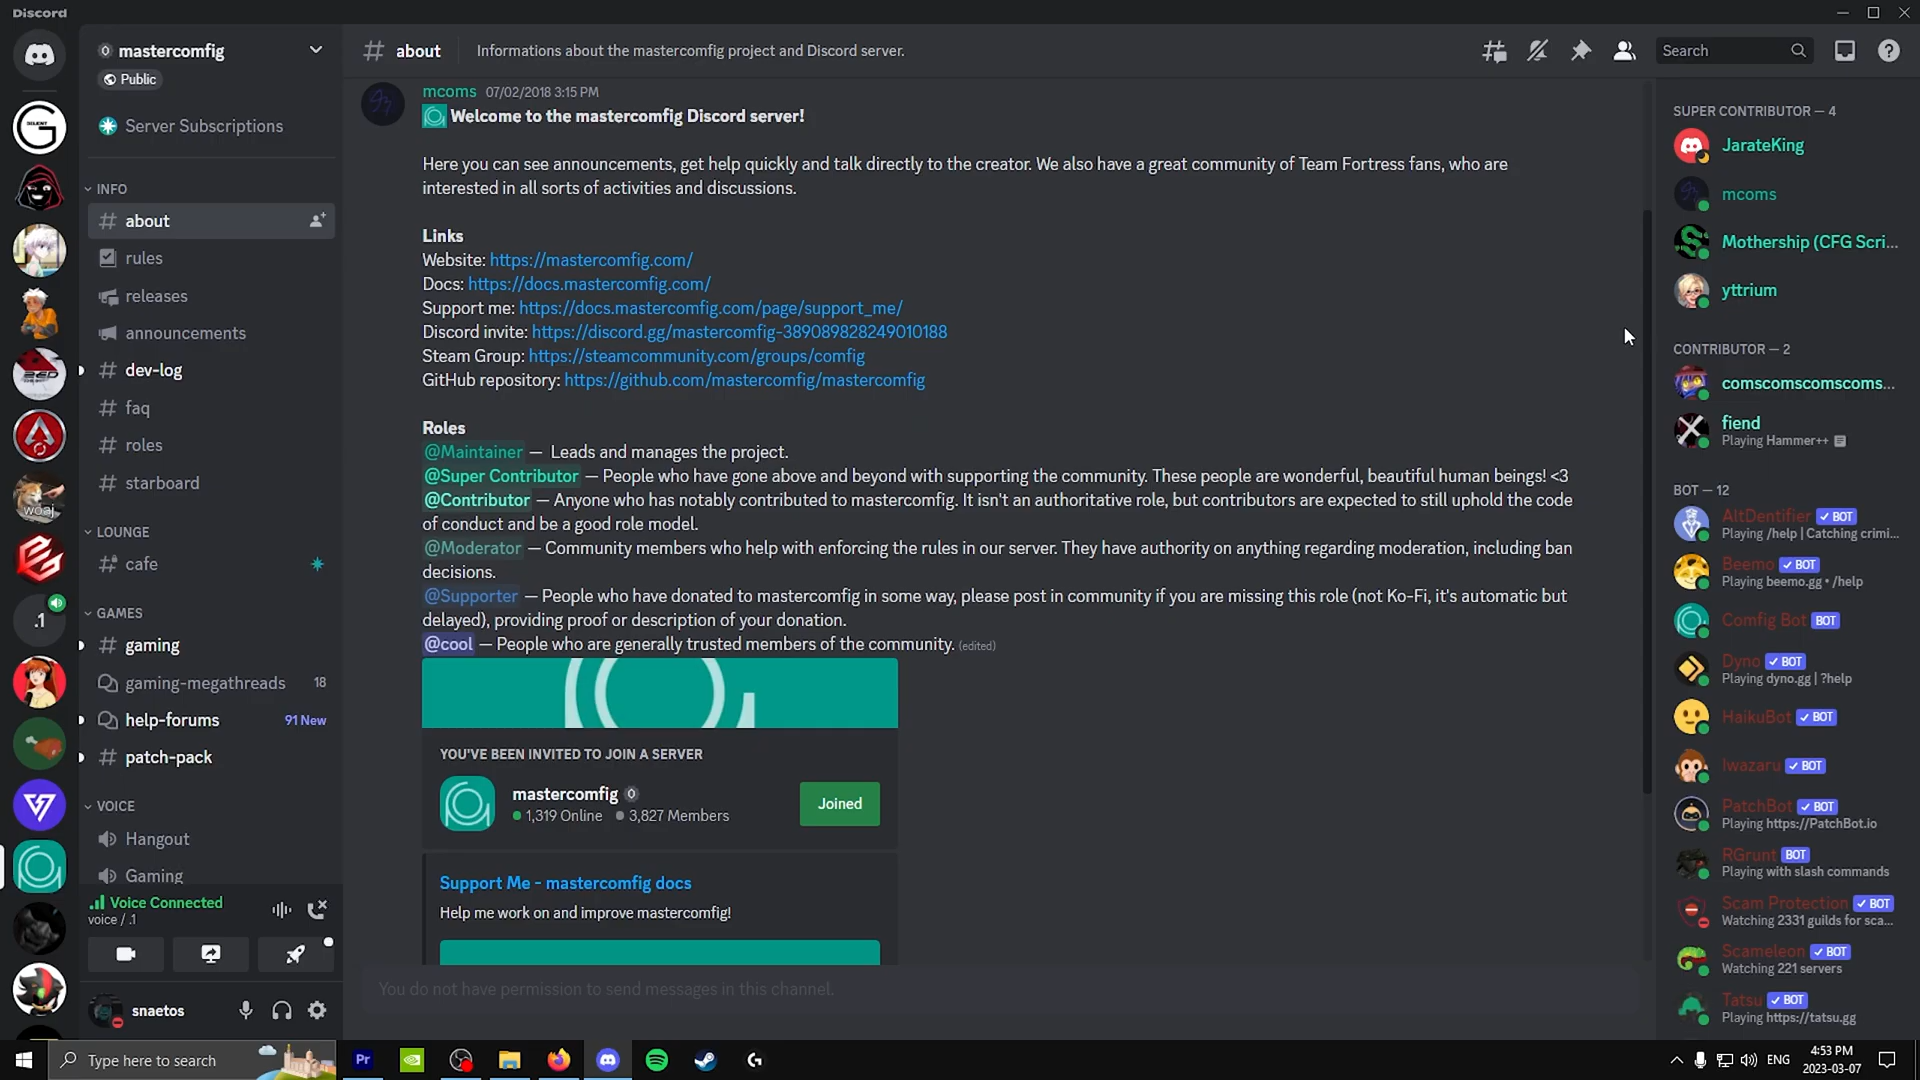 Discord
mastercomfig
Public
Server Subscriptions
INFO
about
rules
releases
announcements
dev-log
faq
roles
starboard
LOUNGE
cafe
GAMES
gaming
gaming-megathreads 18
help-forums 91 New
patch-pack
VOICE
Hangout
Gaming
Voice Connected
voice / .1
snaetos
woaj
.1
about
Informations about the mastercomfig project and Discord server.
Search
mcoms 07/02/2018 3:15 PM
Welcome to the mastercomfig Discord server!
Here you can see announcements, get help quickly and talk directly to the creator. We also have a great community of Team Fortress fans, who are
interested in all sorts of activities and discussions.
Links
Website: https://mastercomfig.com/
Docs: https://docs.mastercomfig.com/
Support me: https://docs.mastercomfig.com/page/support_me/
Discord invite: https://discord.gg/mastercomfig-389089828249010188
Steam Group: https://steamcommunity.com/groups/comfig
GitHub repository: https://github.com/mastercomfig/mastercomfig
Roles
@Maintainer — Leads and manages the project.
@Super Contributor — People who have gone above and beyond with supporting the community. These people are wonderful, beautiful human beings! <3
@Contributor — Anyone who has notably contributed to mastercomfig. It isn't an authoritative role, but contributors are expected to still uphold the code
of conduct and be a good role model.
@Moderator — Community members who help with enforcing the rules in our server. They have authority on anything regarding moderation, including ban
decisions.
@Supporter — People who have donated to mastercomfig in some way, please post in community if you are missing this role (not Ko-Fi, it's automatic but
delayed), providing proof or description of your donation.
@cool — People who are generally trusted members of the community. (edited)
YOU'VE BEEN INVITED TO JOIN A SERVER
mastercomfig
1,319 Online 3,827 Members
Joined
Support Me - mastercomfig docs
Help me work on and improve mastercomfig!
You do not have permission to send messages in this channel.
SUPER CONTRIBUTOR — 4
JarateKing
mcoms
Mothership (CFG Scri...
yttrium
CONTRIBUTOR — 2
comscomscomscoms...
fiend
Playing Hammer++
BOT — 12
AltDentifier BOT
Playing /help | Catching crimi...
Beemo BOT
Playing beemo.gg • /help
Comfig Bot BOT
Dyno BOT
Playing dyno.gg | ?help
HaikuBot BOT
Iwazaru BOT
PatchBot BOT
Playing https://PatchBot.io
RGrunt BOT
Playing with slash commands
Scam Protection BOT
Watching 2331 guilds for sca...
Scameleon BOT
Watching 221 servers
Tatsu BOT
Playing https://tatsu.gg
Type here to search
Pr
ENG
4:53 PM
2023-03-07